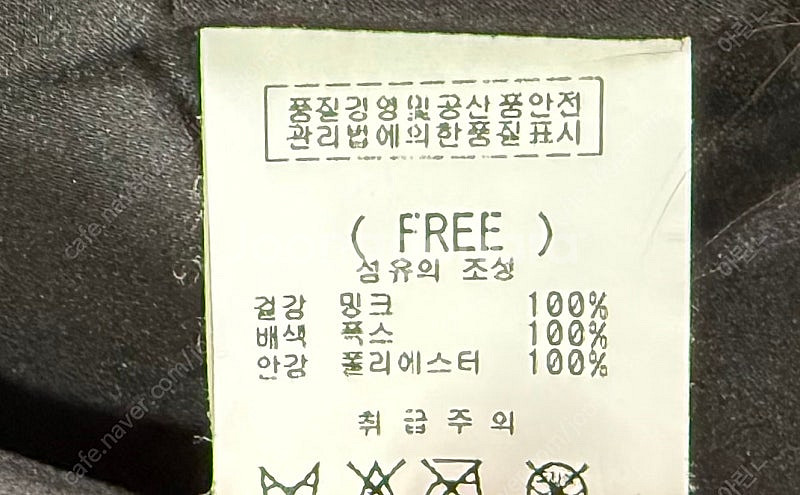 품질경영및공산품안전
관리법에의한품질표시
( FREE )
섬유의 조성
겉감 밍크 100%
배색 폭스 100%
안감 폴리에스터 100%
취급주의